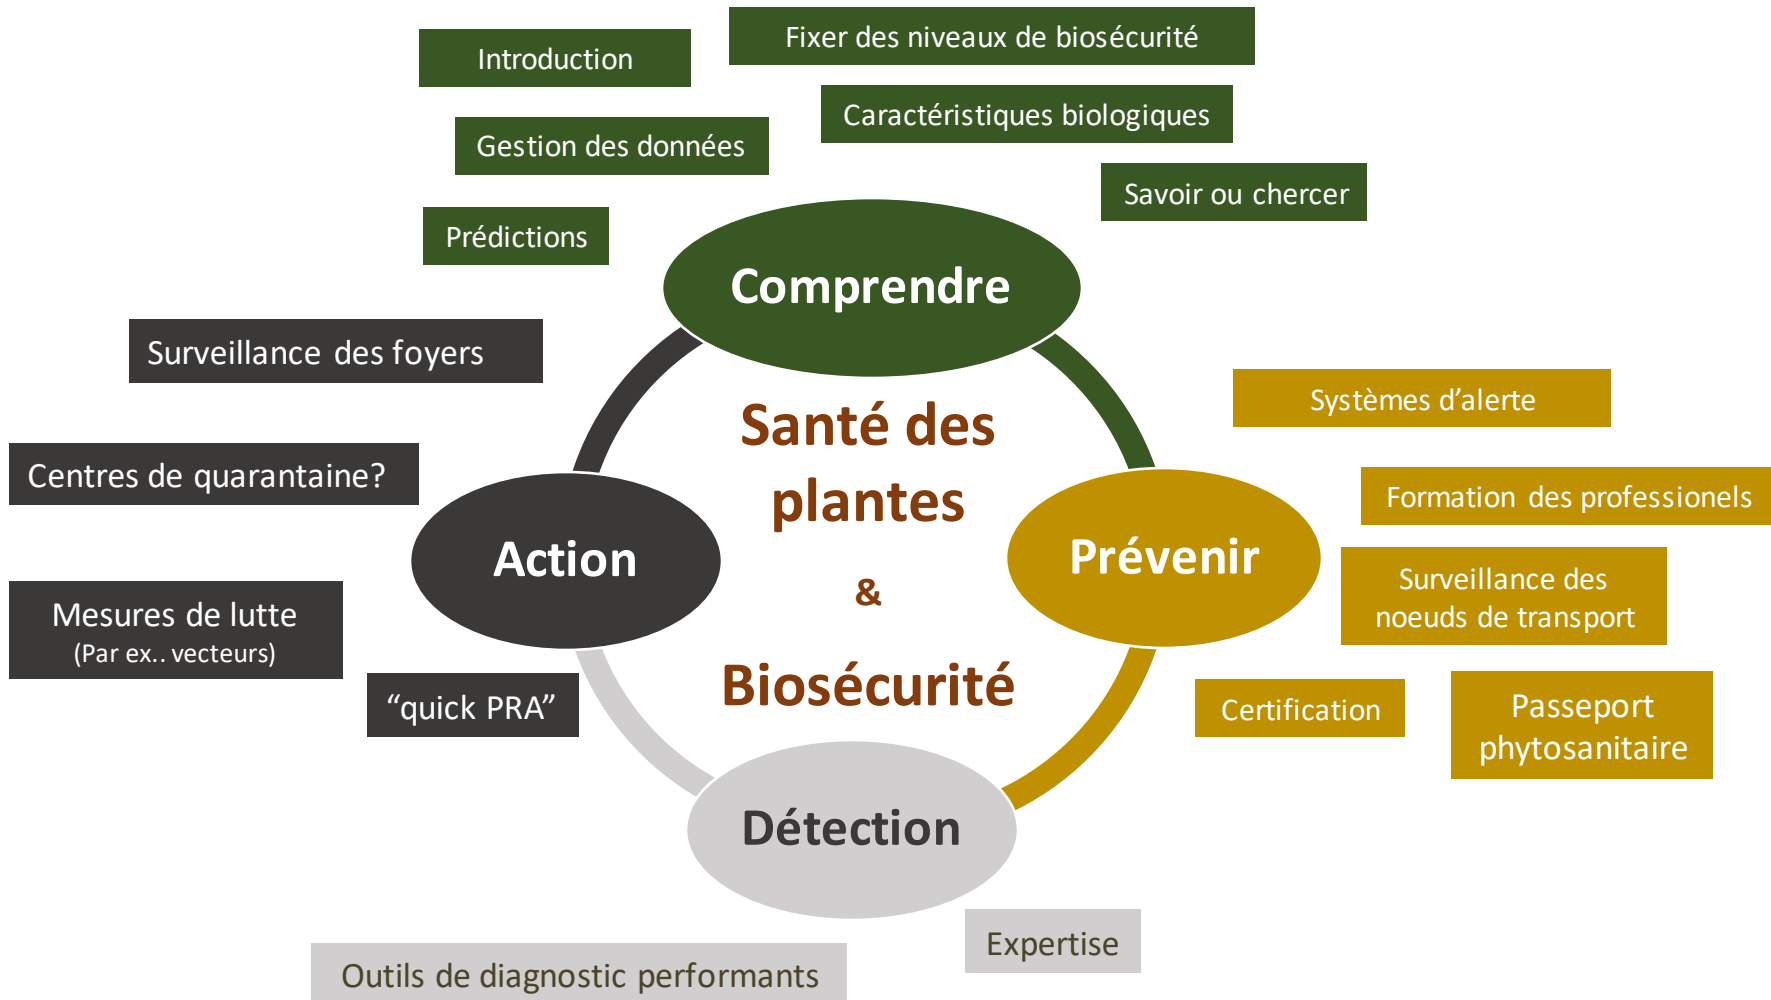 Introduction
Fixer des niveaux de biosécurité
Gestion des données
Caractéristiques biologiques
Prédictions
Savoir ou chercer
Comprendre
Surveillance des foyers
Centres de quarantaine?
Mesures de lutte
(Par ex.. vecteurs)
“quick PRA”
Action
Santé des
plantes
&
Biosécurité
Prévenir
Systèmes d’alerte
Formation des professionels
Surveillance des
noeuds de transport
Certification
Passeport
phytosanitaire
Détection
Expertise
Outils de diagnostic performants